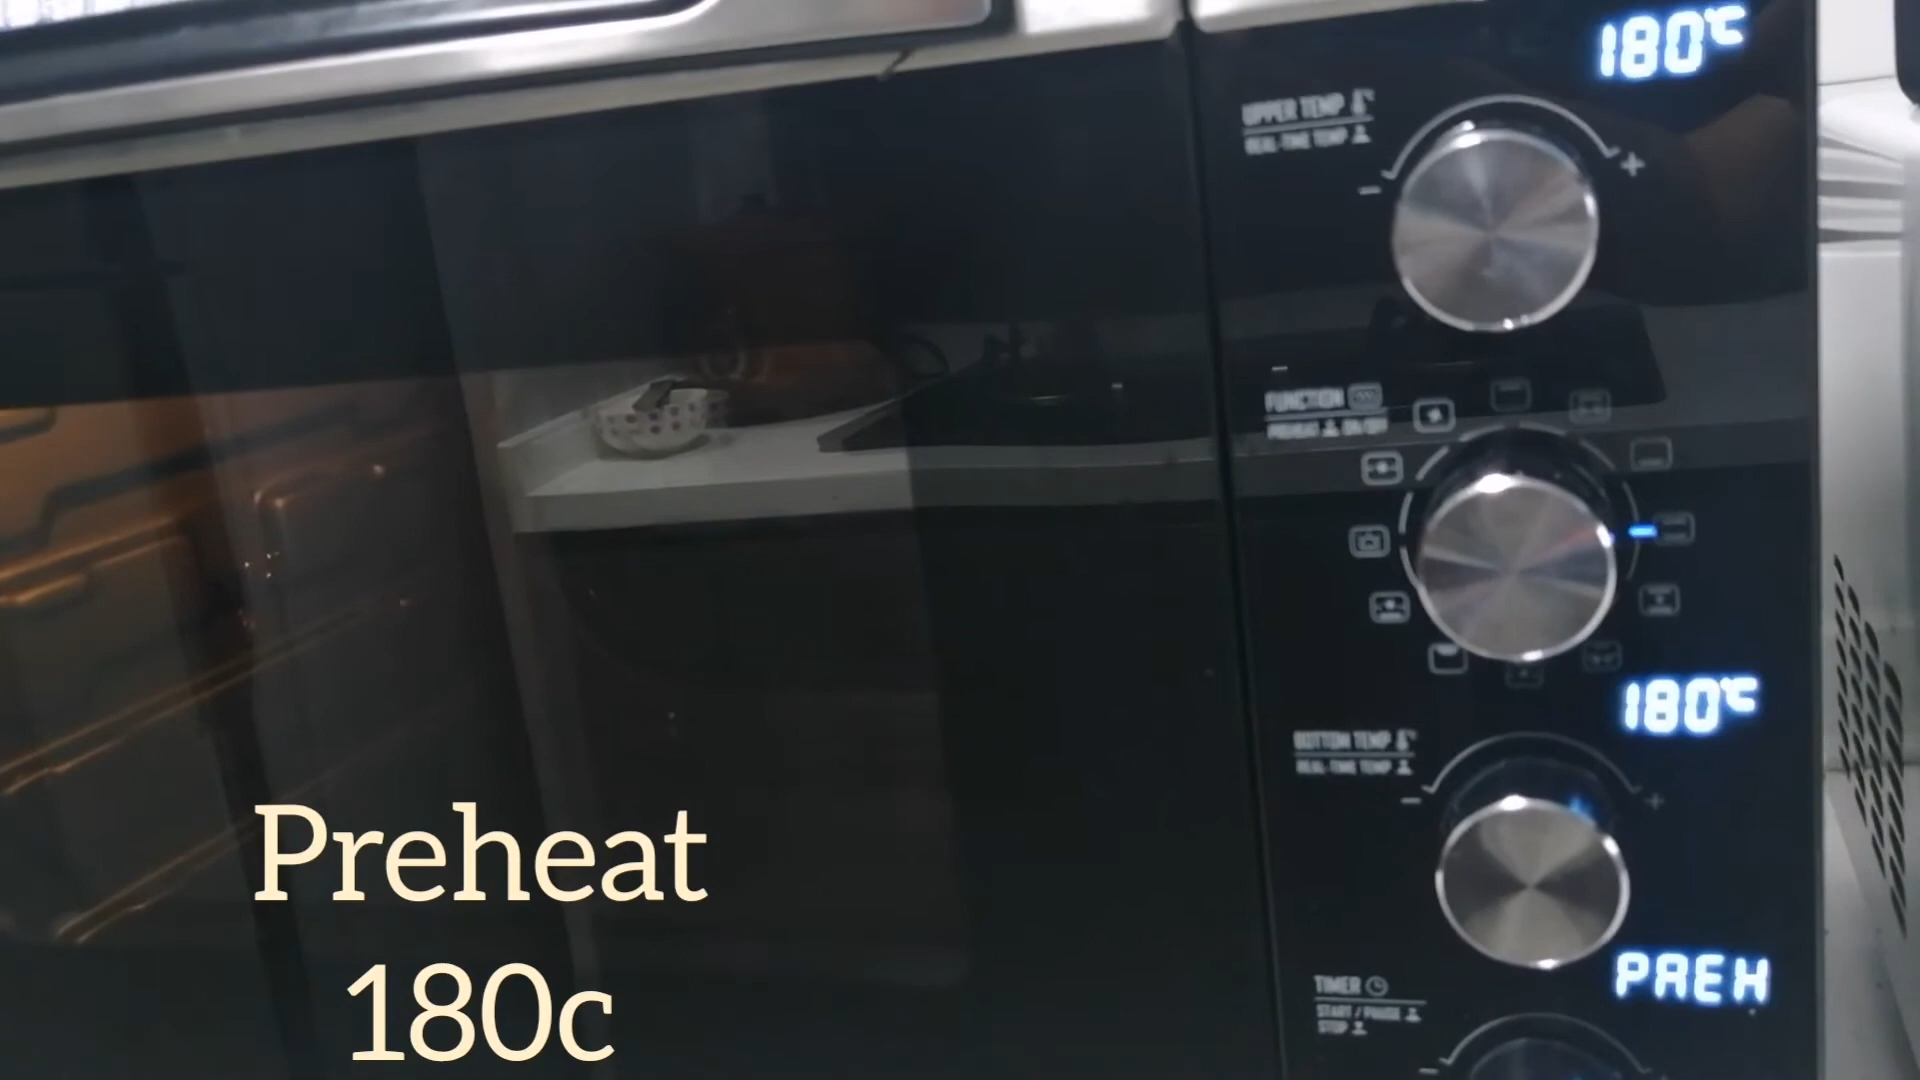 180℃
UPPER TEMP
REAL-TIME TEMP
FUNCTION
PREHEAT ON/OFF
180℃
BOTTOM TEMP
REAL-TIME TEMP
Preheat
180c
PREH
TIMER
START / PAUSE
STOP